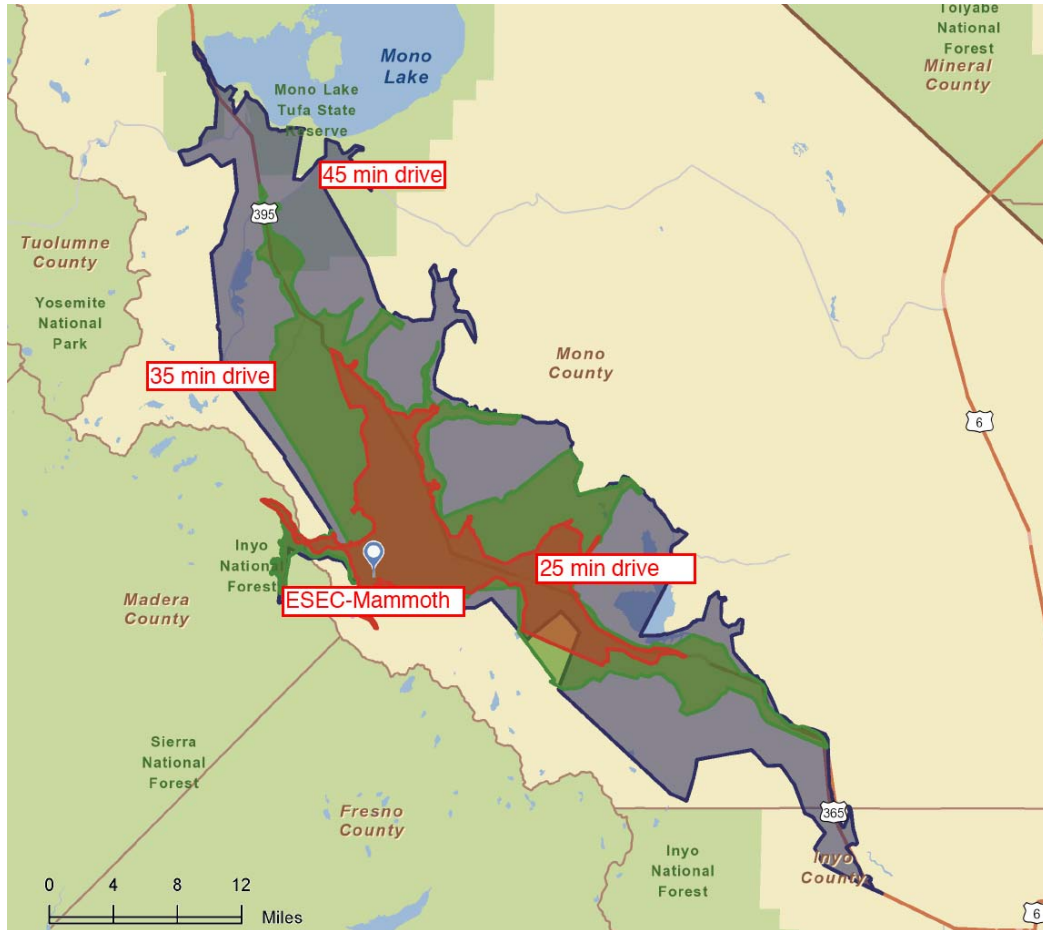 Toiyabe
National
Forest
Mineral
County
Mono
Lake
Mono Lake
Tufa State
Reserve
45 min drive
395
Tuolumne
County
Yosemite
National
Park
35 min drive
Mono
County
6
Inyo
National
Forest
25 min drive
ESEC-Mammoth
Madera
County
Sierra
National
Forest
Fresno
County
365
Inyo
National
Forest
Inyo
County
0 4 8 12
Miles
6